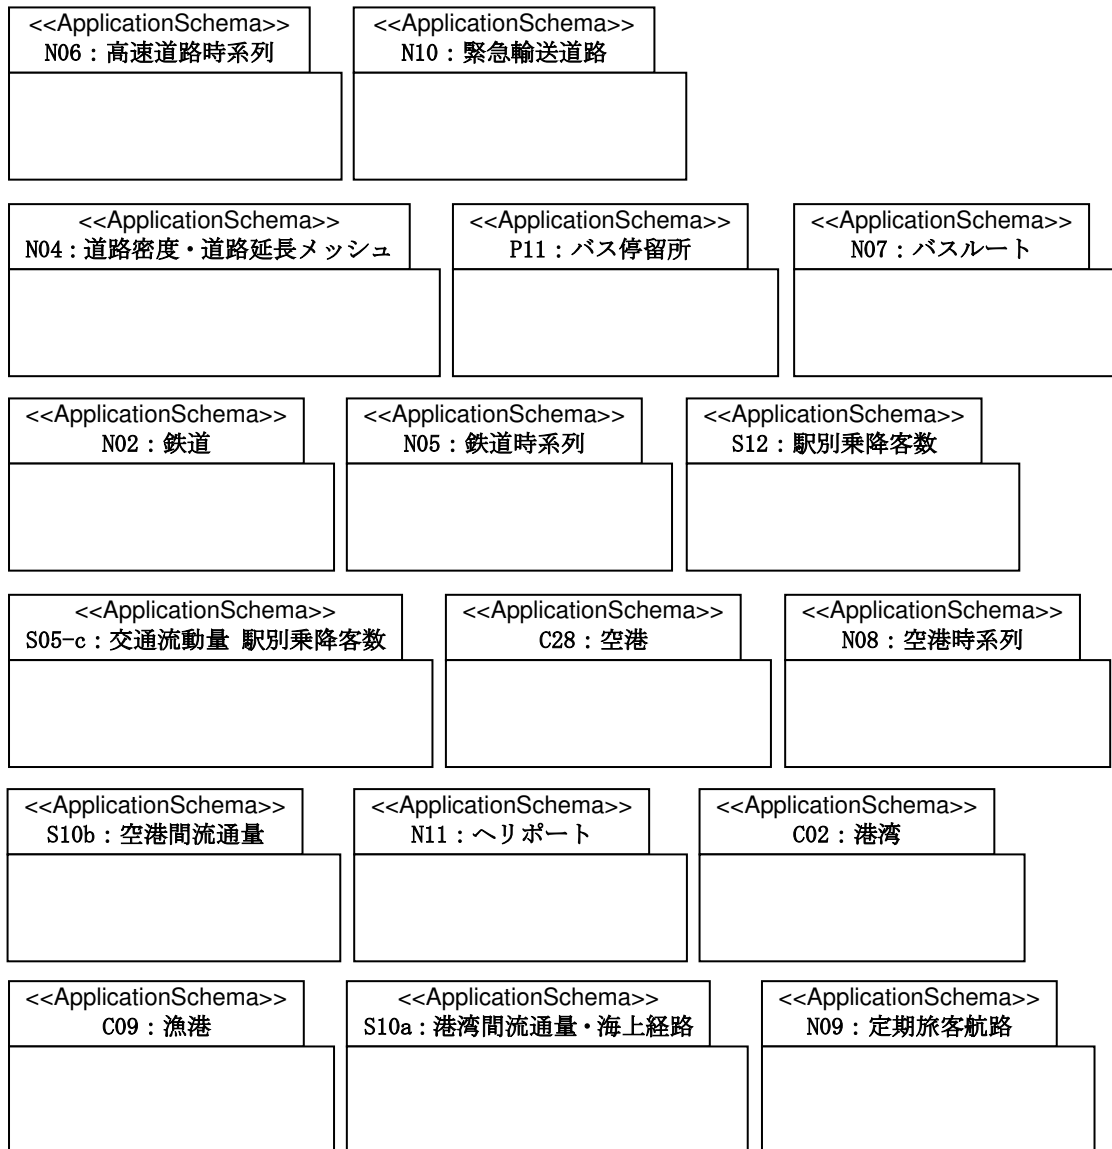 <<ApplicationSchema>>
N06：高速道路時系列
<<ApplicationSchema>>
N10：緊急輸送道路
<<ApplicationSchema>>
N04：道路密度・道路延長メッシュ
<<ApplicationSchema>>
P11：バス停留所
<<ApplicationSchema>>
N07：バスルート
<<ApplicationSchema>>
N02：鉄道
<<ApplicationSchema>>
N05：鉄道時系列
<<ApplicationSchema>>
S12：駅別乗降客数
<<ApplicationSchema>>
S05-c：交通流動量 駅別乗降客数
<<ApplicationSchema>>
C28：空港
<<ApplicationSchema>>
N08：空港時系列
<<ApplicationSchema>>
S10b：空港間流通量
<<ApplicationSchema>>
N11：ヘリポート
<<ApplicationSchema>>
C02：港湾
<<ApplicationSchema>>
C09：漁港
<<ApplicationSchema>>
S10a：港湾間流通量・海上経路
<<ApplicationSchema>>
N09：定期旅客航路